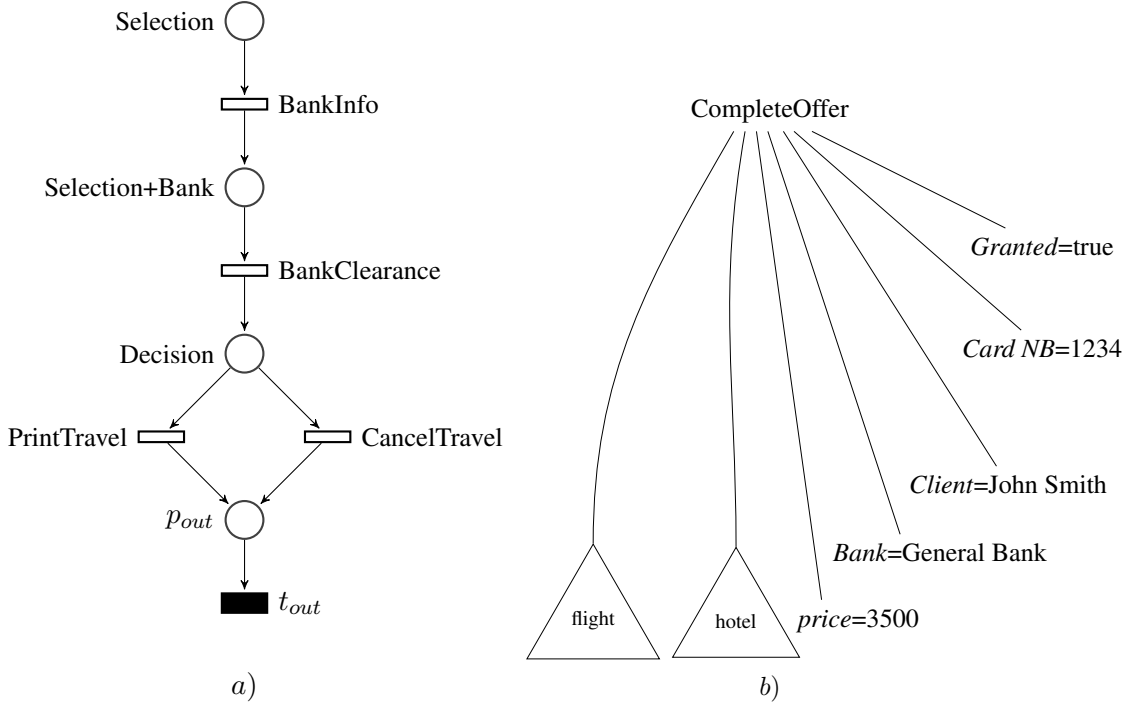 Selection
BankInfo
Selection+Bank
BankClearance
Decision
PrintTravel
CancelTravel
p_out
t_out
a)
CompleteOffer
Granted=true
Card NB=1234
Client=John Smith
Bank=General Bank
price=3500
flight
hotel
b)